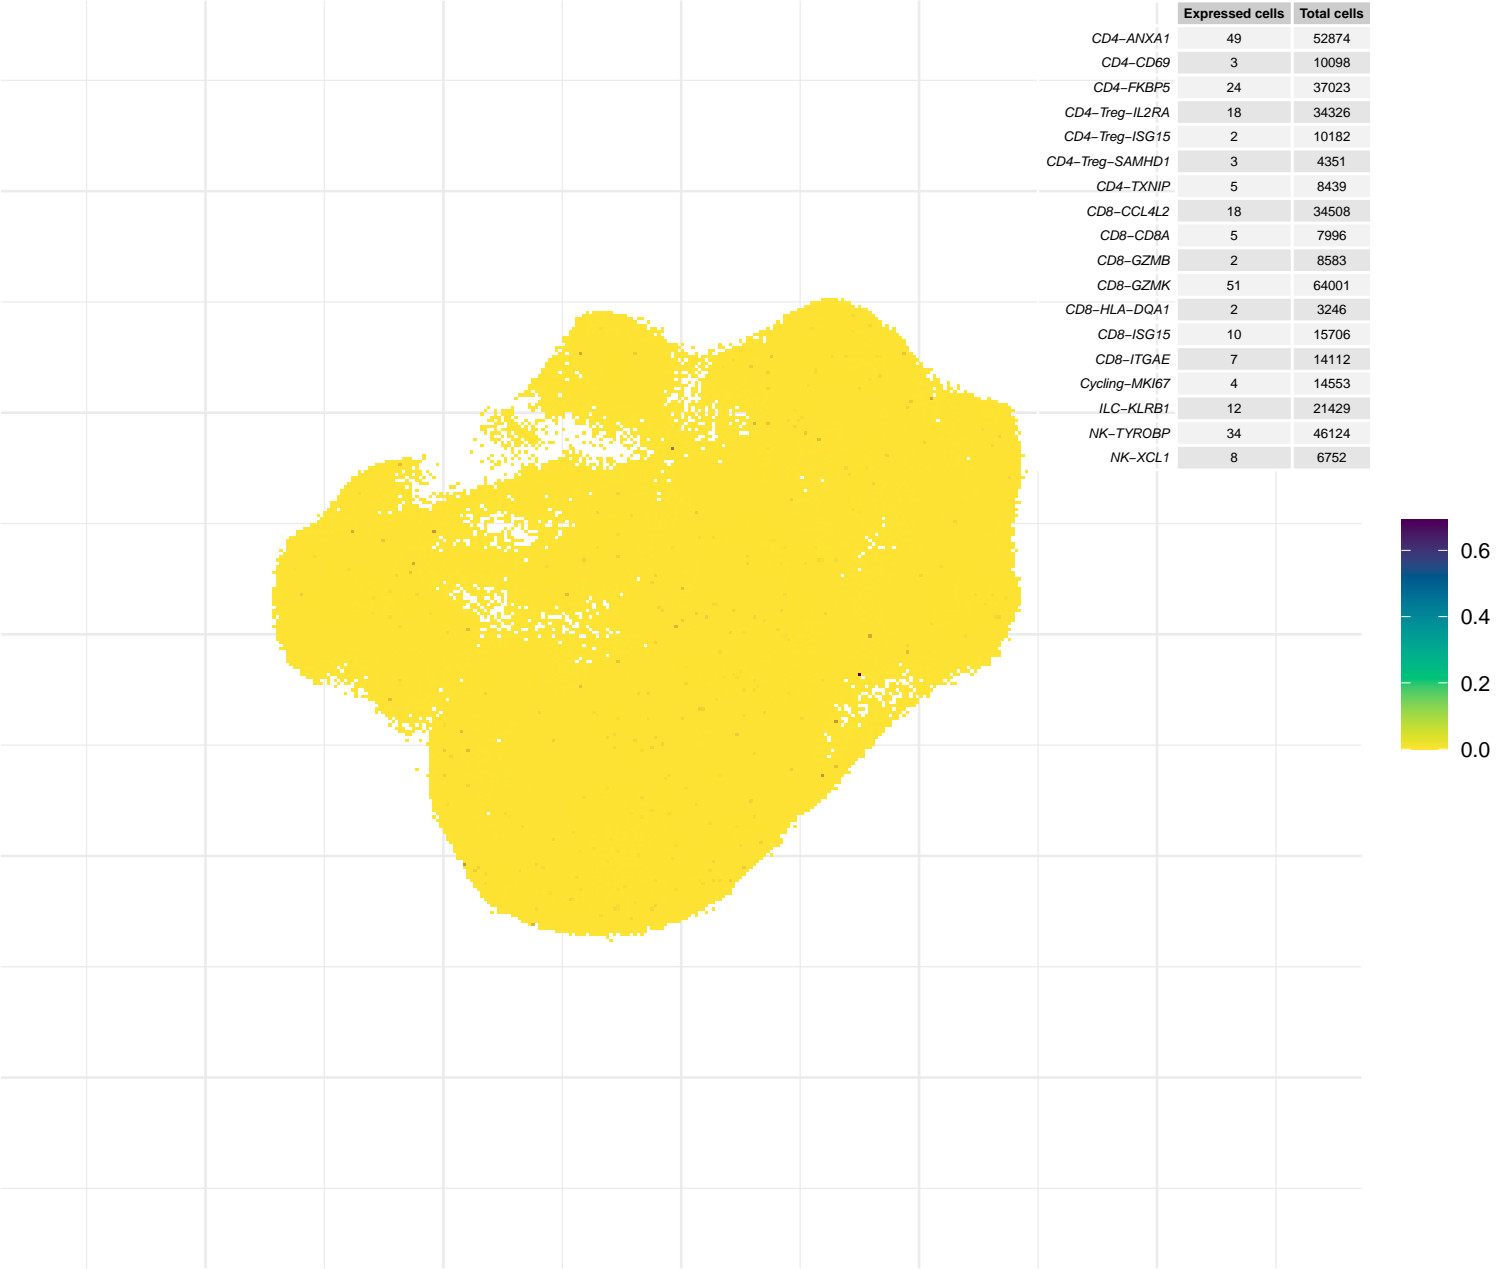 Expressed cells Total cells
CD4−ANXA1 49 52874
CD4−CD69 3 10098
CD4−FKBP5 24 37023
CD4−Treg−IL2RA 18 34326
CD4−Treg−ISG15 2 10182
CD4−Treg−SAMHD1 3 4351
CD4−TXNIP 5 8439
CD8−CCL4L2 18 34508
CD8−CD8A 5 7996
CD8−GZMB 2 8583
CD8−GZMK 51 64001
CD8−HLA−DQA1 2 3246
CD8−ISG15 10 15706
CD8−ITGAE 7 14112
Cycling−MKI67 4 14553
ILC−KLRB1 12 21429
NK−TYROBP 34 46124
NK−XCL1 8 6752
0.6
0.4
0.2
0.0